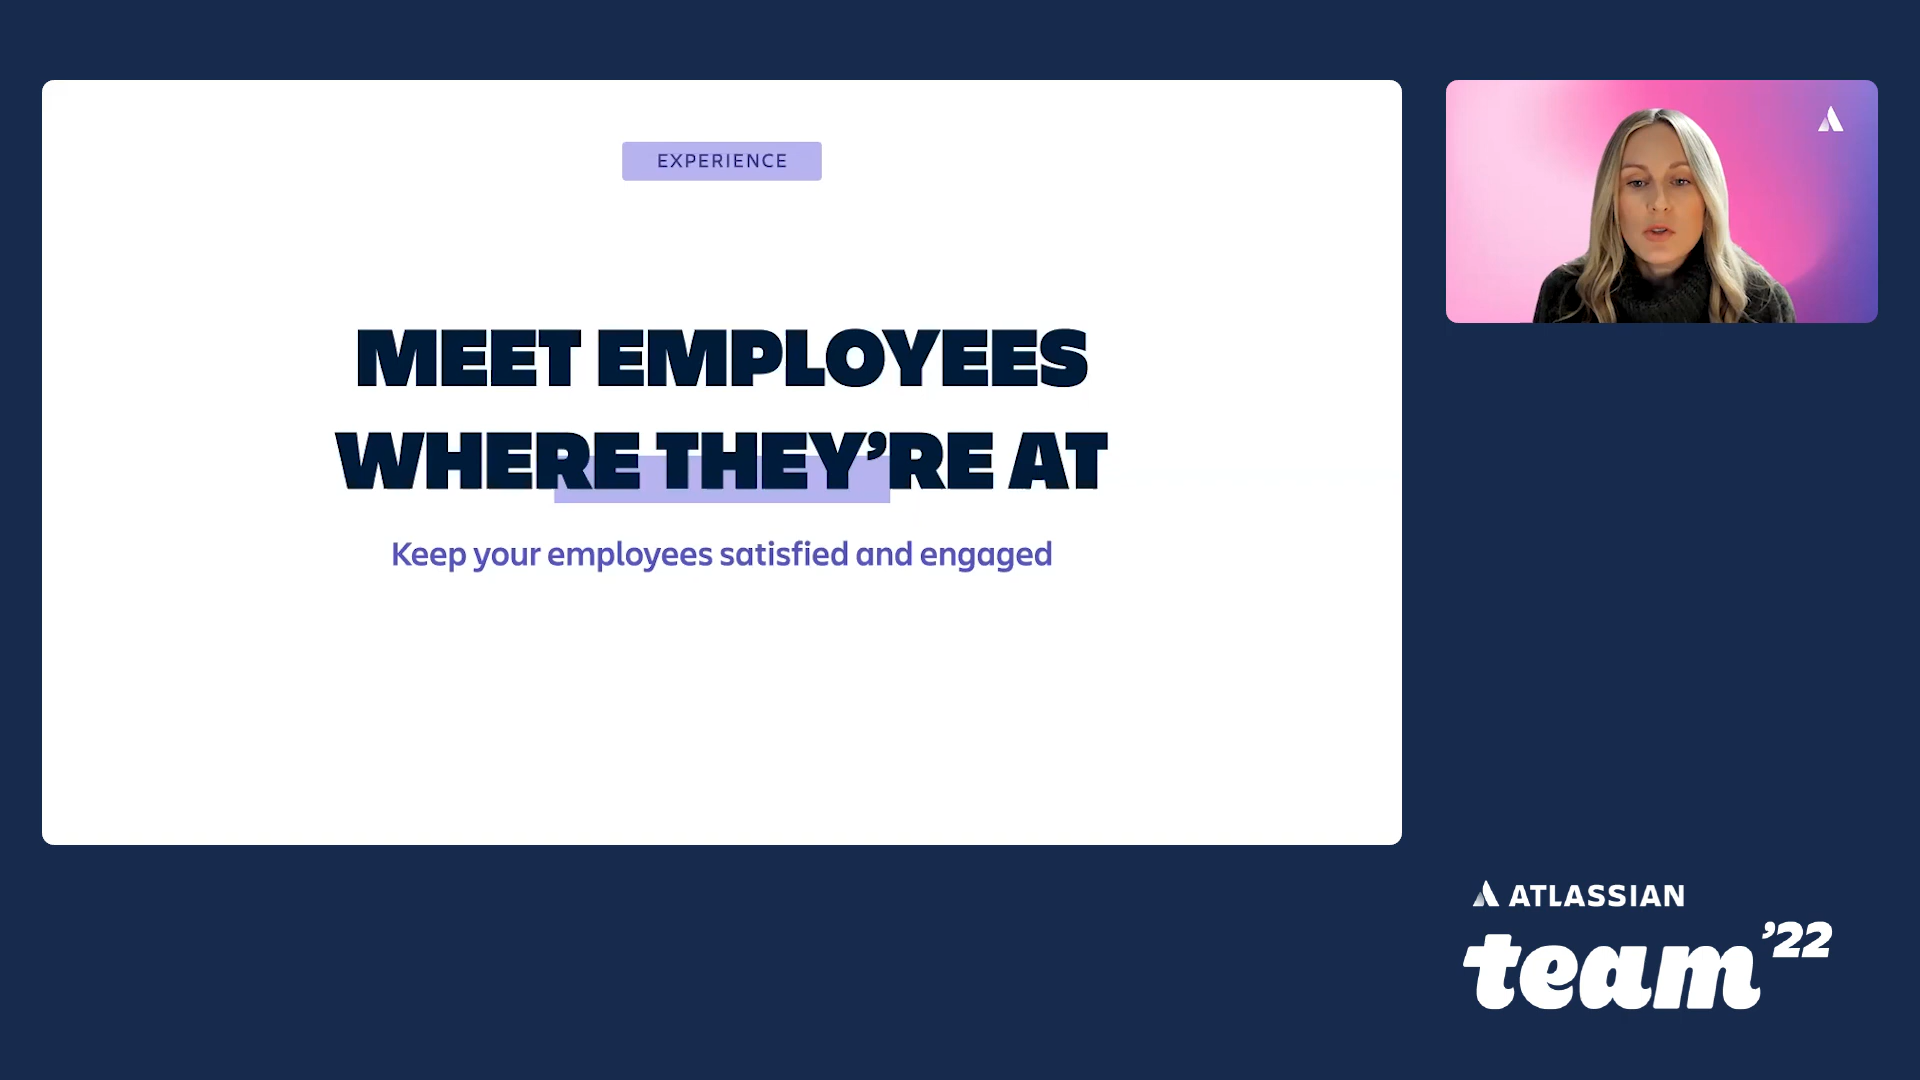 EXPERIENCE
MEET EMPLOYEES
WHERE THEY’RE AT
Keep your employees satisfied and engaged
ATLASSIAN
team ’22